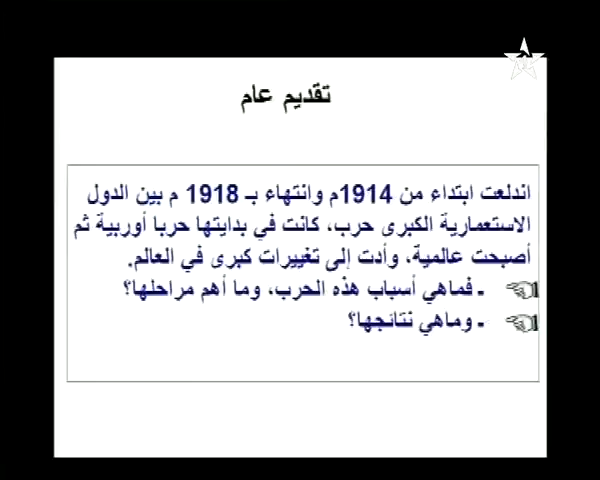 تقديم عام
اندلعت ابتداء من 1914م وانتهاء بـ 1918 م بين الدول
الاستعمارية الكبرى حرب، كانت في بدايتها حربا أوربية ثم
أصبحت عالمية، وأدت إلى تغييرات كبرى في العالم.
- فماهي أسباب هذه الحرب، وما أهم مراحلها؟
- وماهي نتائجها؟